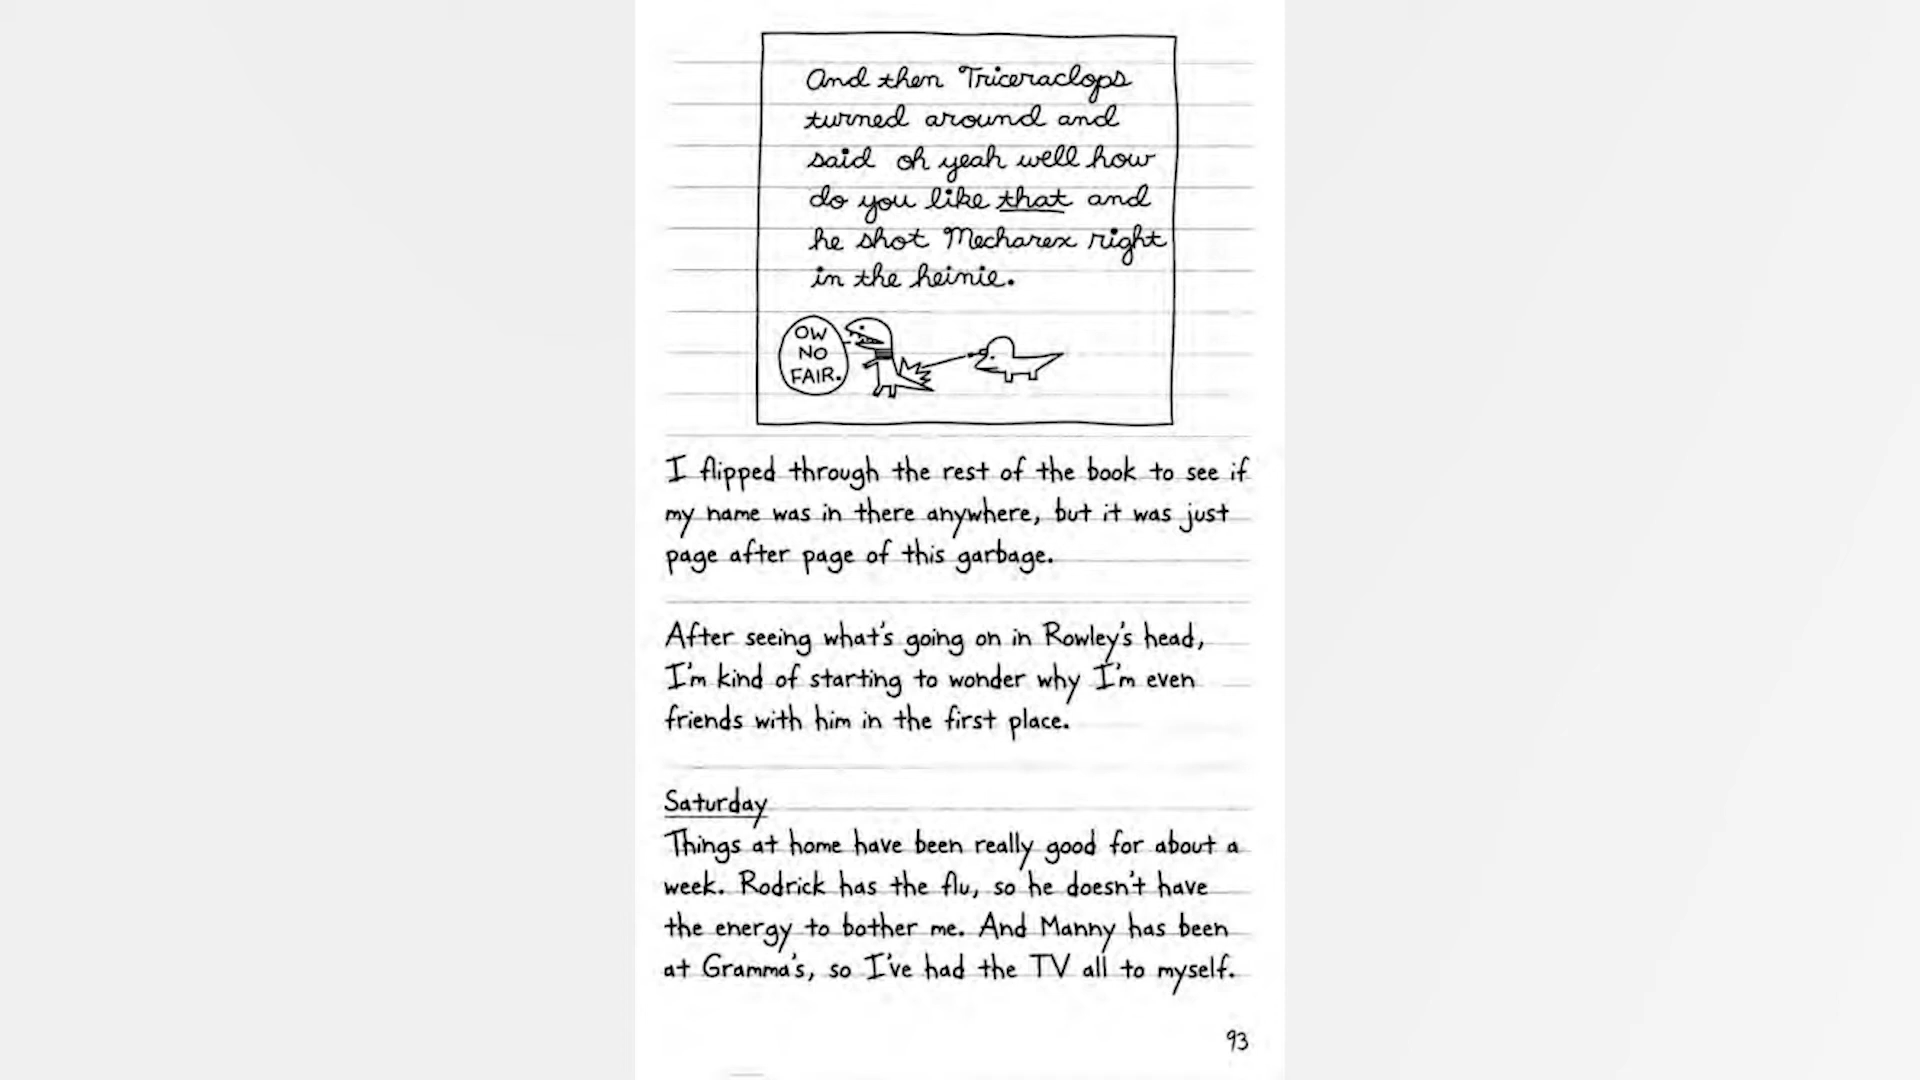 And then Triceraclops
turned around and
said oh yeah well how
do you like that and
he shot Mecharex right
in the heinie.
OW
NO
FAIR.
I flipped through the rest of the book to see if
my name was in there anywhere, but it was just
page after page of this garbage.
After seeing what's going on in Rowley's head,
I'm kind of starting to wonder why I'm even
friends with him in the first place.
Saturday
Things at home have been really good for about a
week. Rodrick has the flu, so he doesn't have
the energy to bother me. And Manny has been
at Gramma's, so I've had the TV all to myself.
93